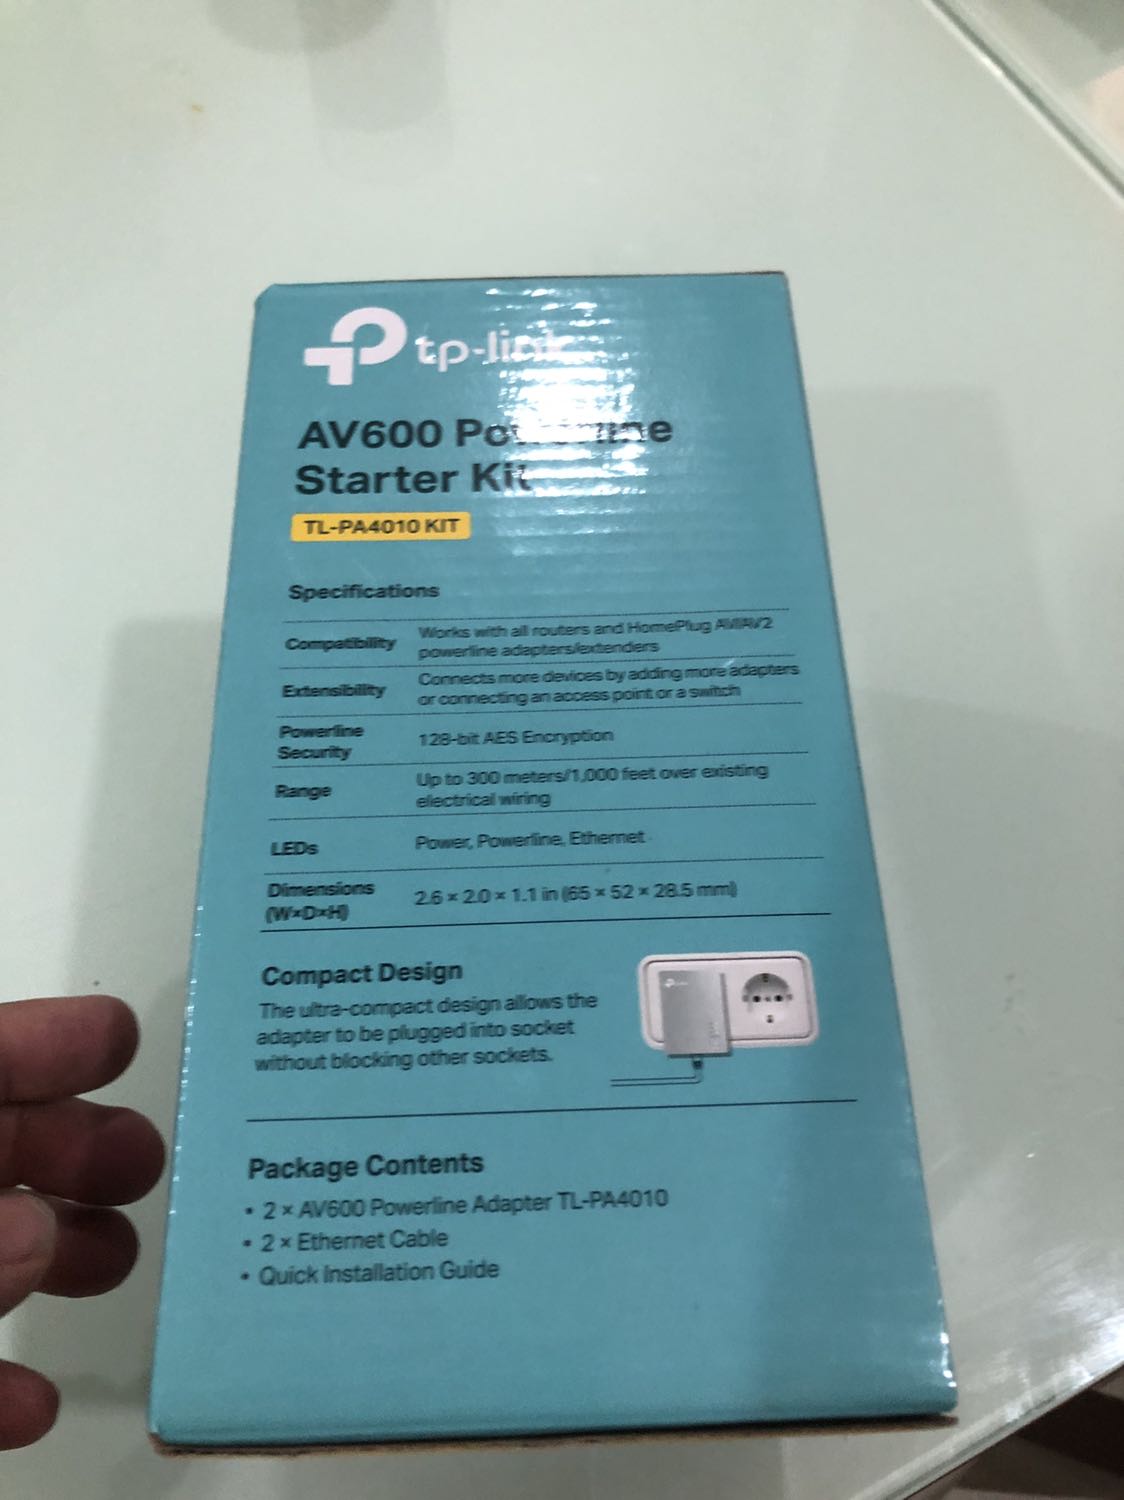 tp-link
AV600 Powerline
Starter Kit
TL-PA4010 KIT
Specifications
Compatibility
Works with all routers and HomePlug AV/AV2
powerline adapters/extenders
Extensibility
Connects more devices by adding more adapters
or connecting an access point or a switch
Powerline
Security
128-bit AES Encryption
Range
Up to 300 meters/1,000 feet over existing
electrical wiring
LEDs
Power, Powerline, Ethernet
Dimensions
(W×D×H)
2.6 × 2.0 × 1.1 in (65 × 52 × 28.5 mm)
Compact Design
The ultra-compact design allows the
adapter to be plugged into socket
without blocking other sockets.
Package Contents
• 2 × AV600 Powerline Adapter TL-PA4010
• 2 × Ethernet Cable
• Quick Installation Guide